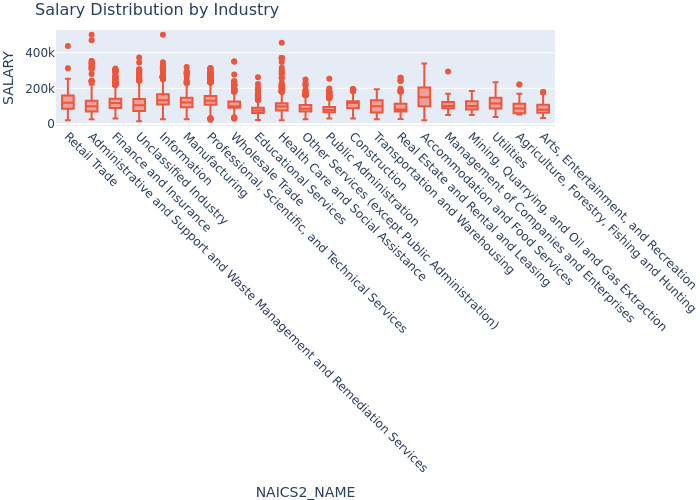 Salary Distribution by Industry
SALARY
400k
200k
0
Retail Trade
Administrative and Support and Waste Management and Remediation Services
Finance and Insurance
Unclassified Industry
Information
Manufacturing
Professional, Scientific, and Technical Services
Wholesale Trade
Educational Services
Health Care and Social Assistance
Other Services (except Public Administration)
Public Administration
Construction
Transportation and Warehousing
Real Estate and Rental and Leasing
Accommodation and Food Services
Management of Companies and Enterprises
Mining, Quarrying, and Oil and Gas Extraction
Utilities
Agriculture, Forestry, Fishing and Hunting
Arts, Entertainment, and Recreation
NAICS2_NAME